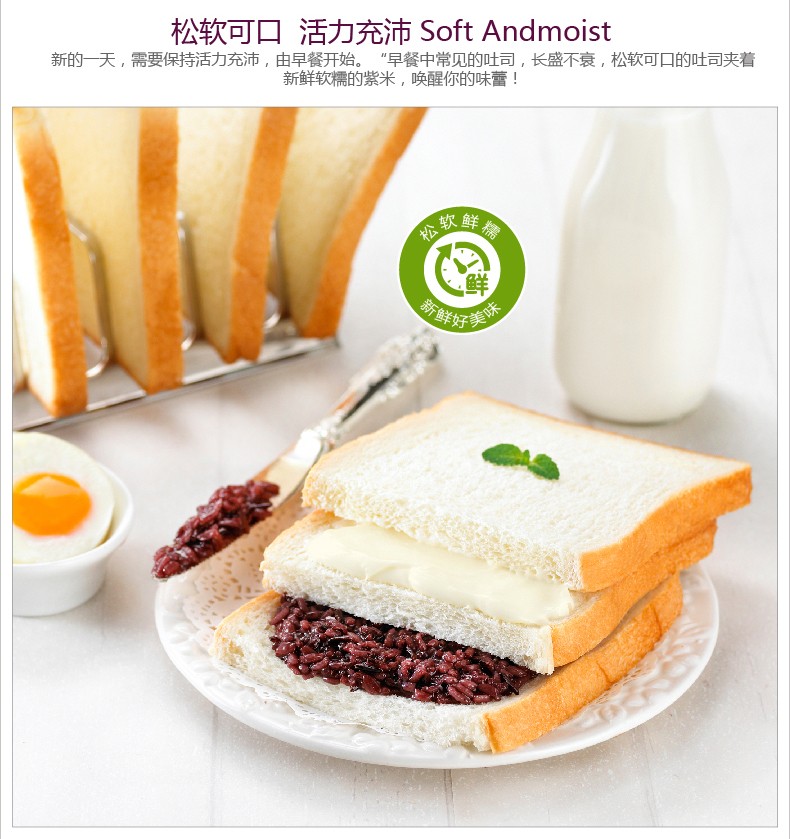 松软可口 活力充沛 Soft Andmoist
新的一天，需要保持活力充沛，由早餐开始。“早餐中常见的吐司，长盛不衰，松软可口的吐司夹着
新鲜软糯的紫米，唤醒你的味蕾！
松软鲜糯
鲜
新鲜好美味